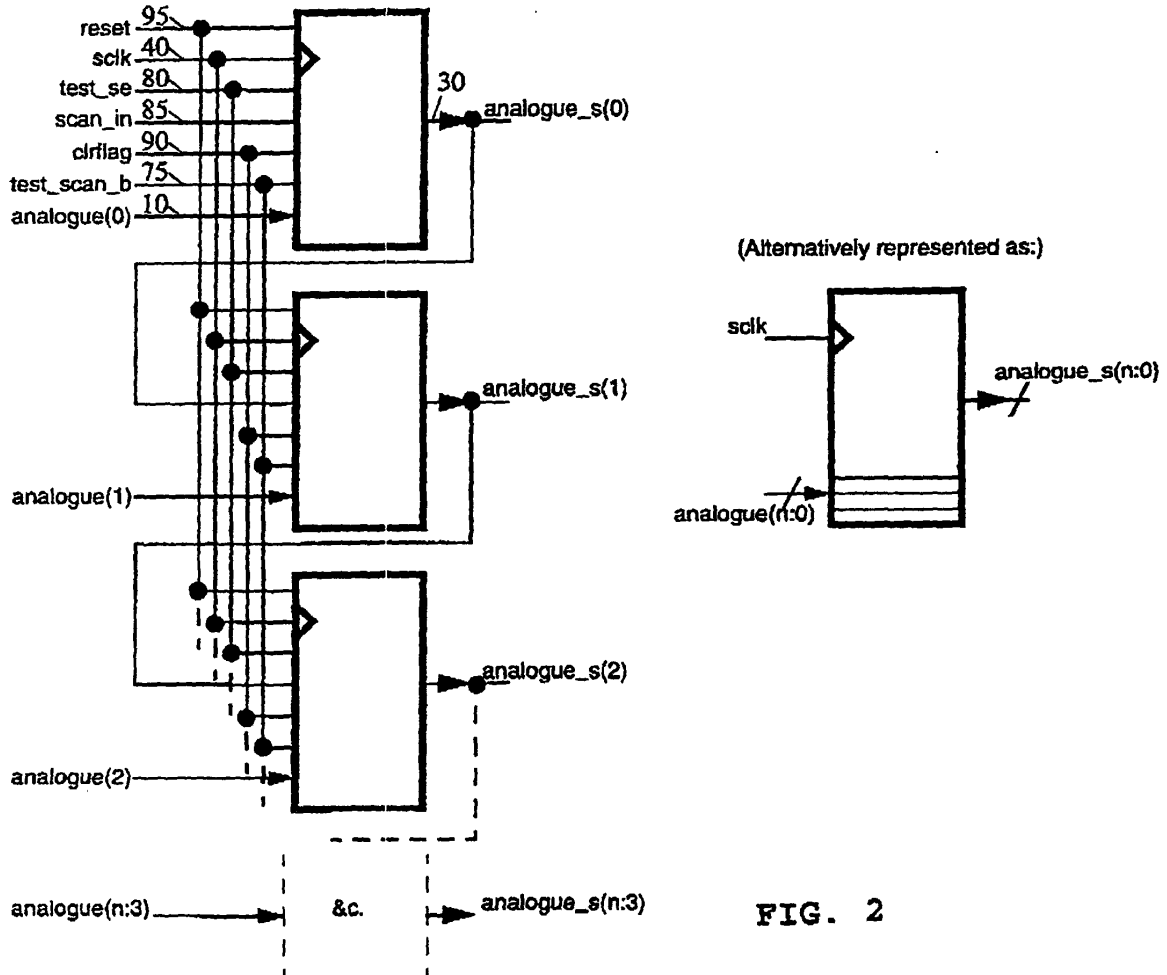 reset 95
sclk 40
test_se 80
scan_in 85
clrflag 90
test_scan_b 75
analogue(0) 10
30
analogue_s(0)
analogue(1)
analogue_s(1)
analogue(2)
analogue_s(2)
analogue(n:3)
&c.
analogue_s(n:3)
(Alternatively represented as:)
sclk
analogue_s(n:0)
analogue(n:0)
FIG. 2